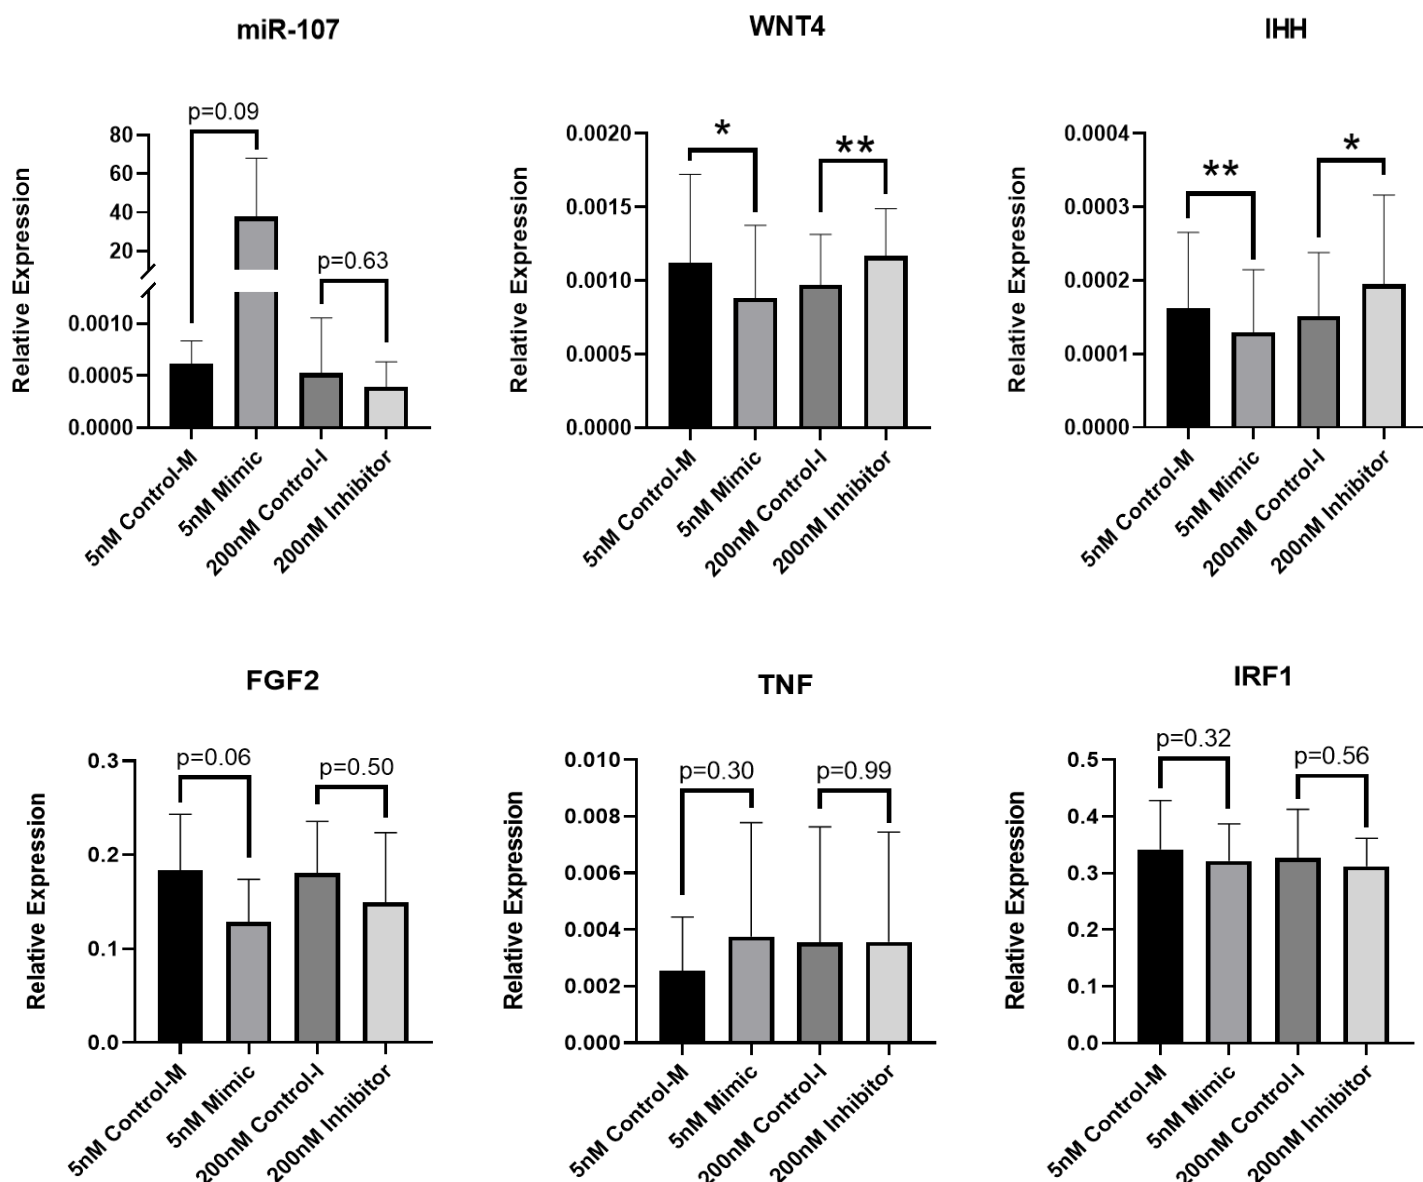 miR-107
Relative Expression
80
60
40
20
0.0010
0.0005
0.0000
p=0.09
p=0.63
5nM Control-M
5nM Mimic
200nM Control-I
200nM Inhibitor
WNT4
Relative Expression
0.0020
0.0015
0.0010
0.0005
0.0000
*
**
5nM Control-M
5nM Mimic
200nM Control-I
200nM Inhibitor
IHH
Relative Expression
0.0004
0.0003
0.0002
0.0001
0.0000
**
*
5nM Control-M
5nM Mimic
200nM Control-I
200nM Inhibitor
FGF2
Relative Expression
0.3
0.2
0.1
0.0
p=0.06
p=0.50
5nM Control-M
5nM Mimic
200nM Control-I
200nM Inhibitor
TNF
Relative Expression
0.010
0.008
0.006
0.004
0.002
0.000
p=0.30
p=0.99
5nM Control-M
5nM Mimic
200nM Control-I
200nM Inhibitor
IRF1
Relative Expression
0.5
0.4
0.3
0.2
0.1
0.0
p=0.32
p=0.56
5nM Control-M
5nM Mimic
200nM Control-I
200nM Inhibitor